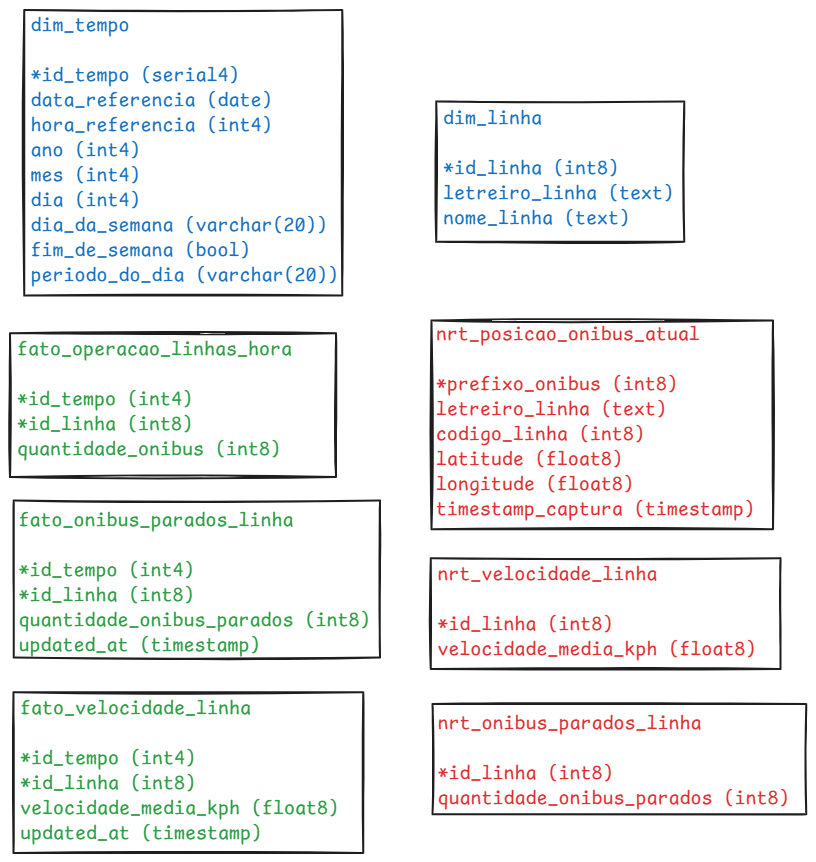 dim_tempo
*id_tempo (serial4)
data_referencia (date)
hora_referencia (int4)
ano (int4)
mes (int4)
dia (int4)
dia_da_semana (varchar(20))
fim_de_semana (bool)
periodo_do_dia (varchar(20))
dim_linha
*id_linha (int8)
letreiro_linha (text)
nome_linha (text)
fato_operacao_linhas_hora
*id_tempo (int4)
*id_linha (int8)
quantidade_onibus (int8)
nrt_posicao_onibus_atual
*prefixo_onibus (int8)
letreiro_linha (text)
codigo_linha (int8)
latitude (float8)
longitude (float8)
timestamp_captura (timestamp)
fato_onibus_parados_linha
*id_tempo (int4)
*id_linha (int8)
quantidade_onibus_parados (int8)
updated_at (timestamp)
nrt_velocidade_linha
*id_linha (int8)
velocidade_media_kph (float8)
fato_velocidade_linha
*id_tempo (int4)
*id_linha (int8)
velocidade_media_kph (float8)
updated_at (timestamp)
nrt_onibus_parados_linha
*id_linha (int8)
quantidade_onibus_parados (int8)